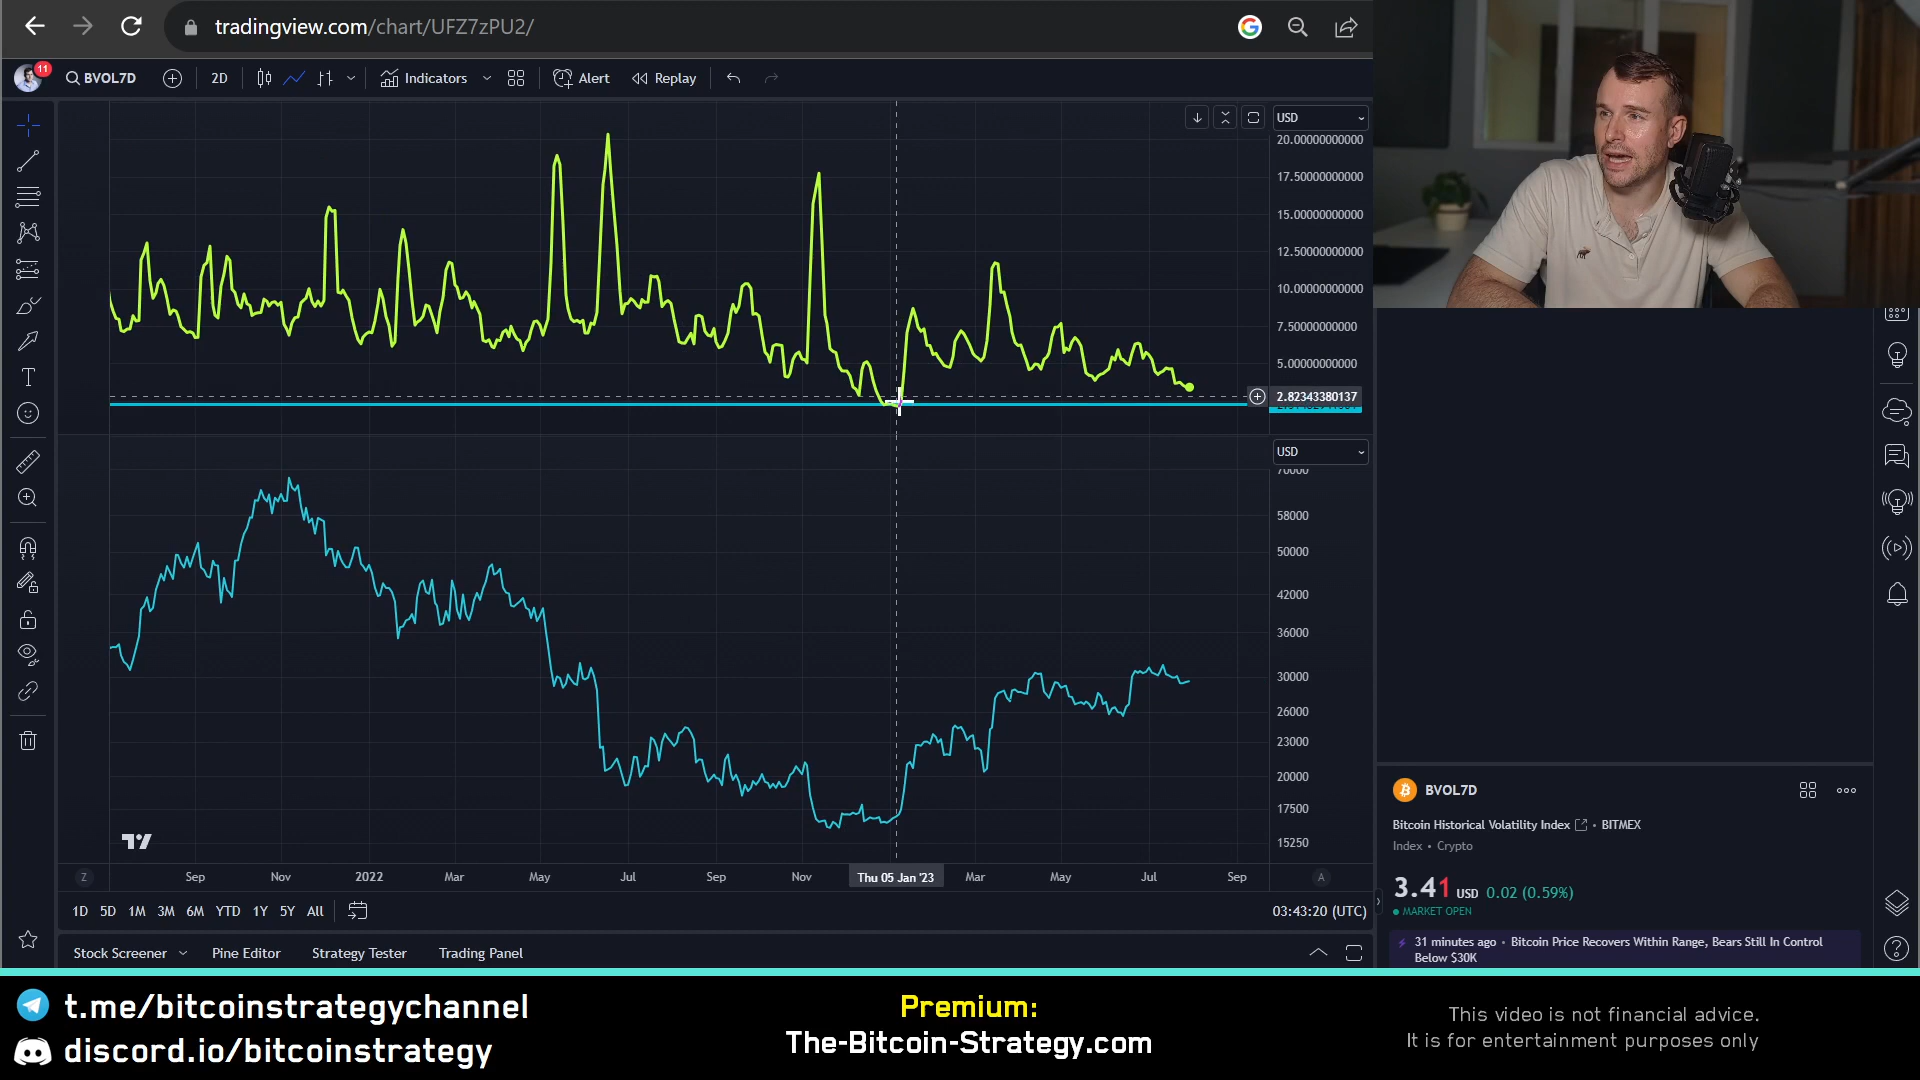 tradingview.com/chart/UFZ7zPU2/
11
BVOL7D
2D
Indicators
Alert
Replay
USD
20.00000000000
17.50000000000
15.00000000000
12.50000000000
10.00000000000
7.50000000000
5.00000000000
2.82343380137
USD
70000
58000
50000
42000
36000
30000
26000
23000
20000
17500
15250
Z
Sep
Nov
2022
Mar
May
Jul
Sep
Nov
Thu 05 Jan '23
Mar
May
Jul
Sep
A
1D 5D 1M 3M 6M YTD 1Y 5Y All
03:43:20 (UTC)
Stock Screener
Pine Editor
Strategy Tester
Trading Panel
BVOL7D
Bitcoin Historical Volatility Index • BITMEX
Index • Crypto
3.41 USD 0.02 (0.59%)
MARKET OPEN
31 minutes ago • Bitcoin Price Recovers Within Range, Bears Still In Control
Below $30K
t.me/bitcoinstrategychannel
discord.io/bitcoinstrategy
Premium:
The-Bitcoin-Strategy.com
This video is not financial advice.
It is for entertainment purposes only